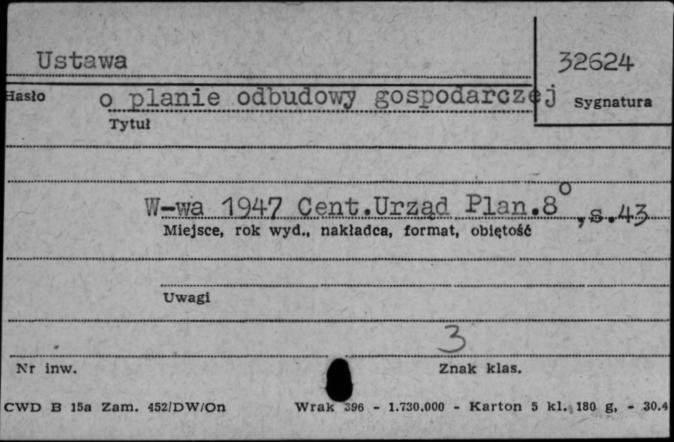 Ustawa
32624
Hasło
o planie odbudowy gospodarczej
Sygnatura
Tytuł
W-wa 1947 Cent.Urząd Plan.8°, s.43
Miejsce, rok wyd., nakładca, format, obiętość
Uwagi
3
Nr inw.
Znak klas.
CWD B 15a Zam. 452/DW/On
Wrak 396 - 1.730.000 - Karton 5 kl. 180 g, - 30.4